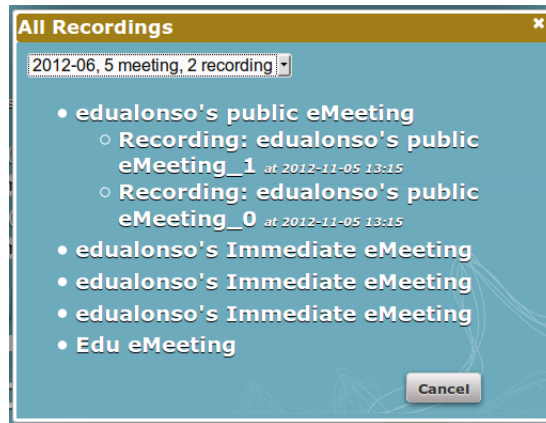 All Recordings
2012-06, 5 meeting, 2 recording
edualonso's public eMeeting
Recording: edualonso's public
eMeeting_1 at 2012-11-05 13:15
Recording: edualonso's public
eMeeting_0 at 2012-11-05 13:15
edualonso's Immediate eMeeting
edualonso's Immediate eMeeting
edualonso's Immediate eMeeting
Edu eMeeting
Cancel